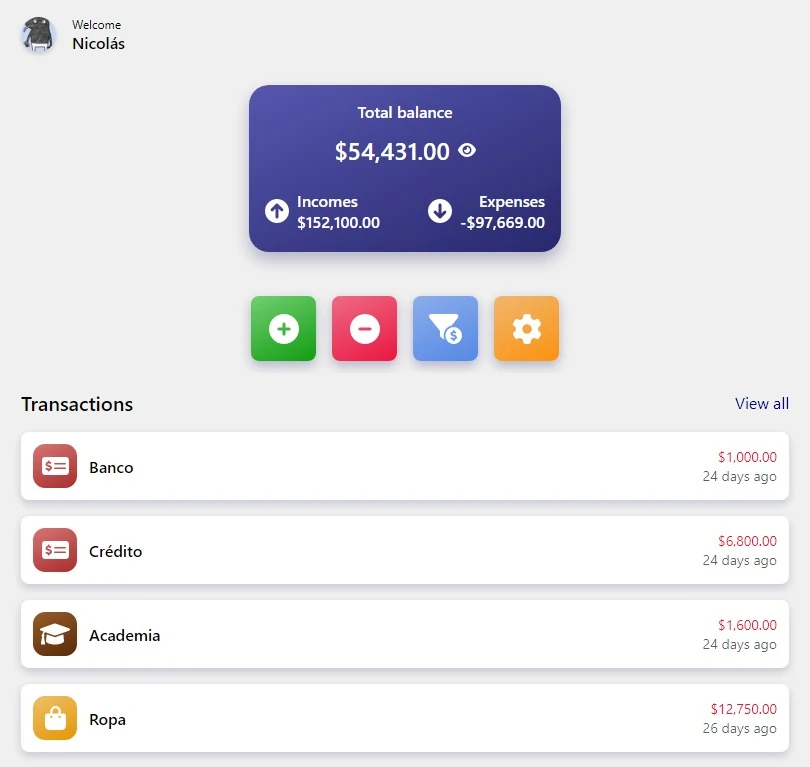 Welcome
Nicolás
Total balance
$54,431.00
Incomes
$152,100.00
Expenses
-$97,669.00
Transactions
View all
Banco
$1,000.00
24 days ago
Crédito
$6,800.00
24 days ago
Academia
$1,600.00
24 days ago
Ropa
$12,750.00
26 days ago